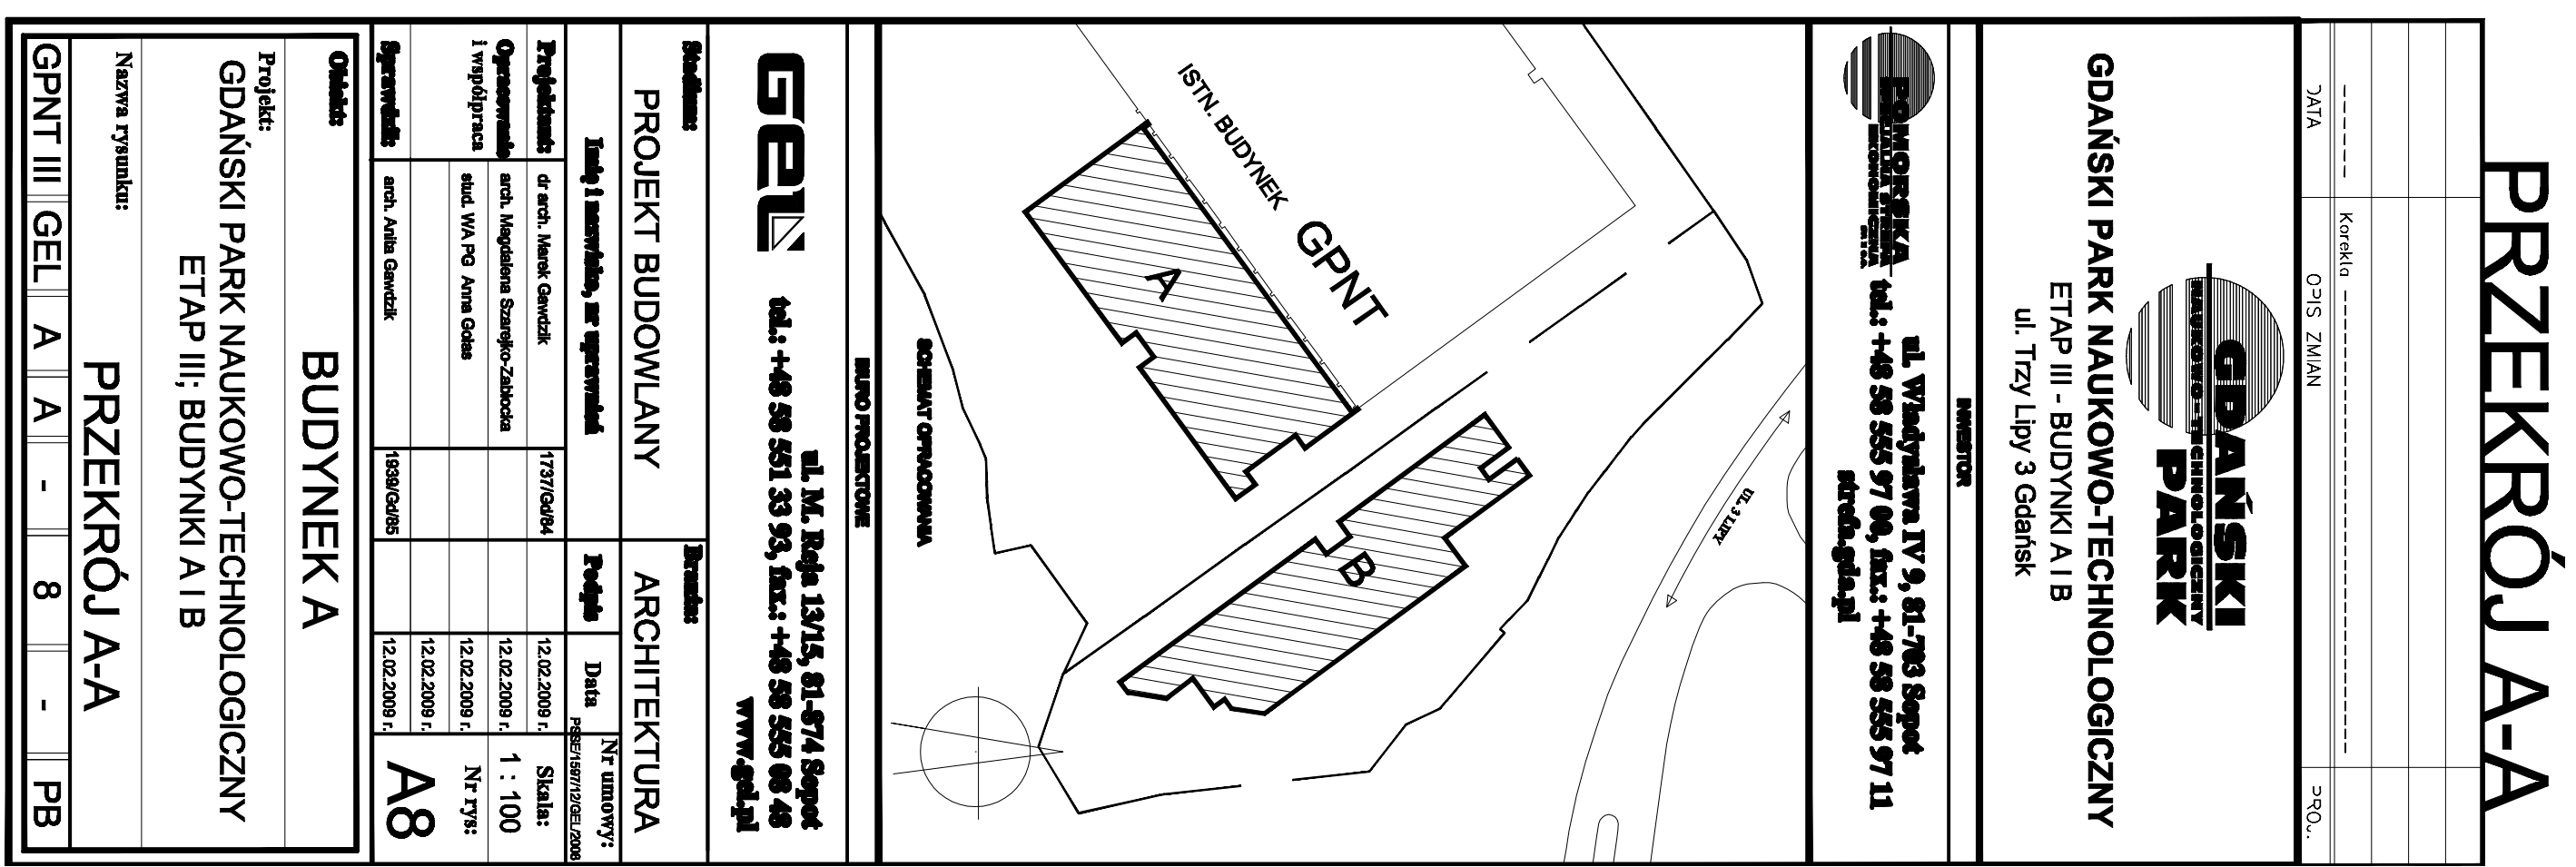 PRZEKRÓJ A-A
Korekta
DATA OPIS ZMIAN PROJ.
GDAŃSKI
NAUKOWO-TECHNOLOGICZNY
PARK
GDAŃSKI PARK NAUKOWO-TECHNOLOGICZNY
ETAP III - BUDYNKI A I B
ul. Trzy Lipy 3 Gdańsk
INWESTOR
POMORSKA
SPECJALNA STREFA
EKONOMICZNA
ul. Władysława IV 9, 81-703 Sopot
tel.: +48 58 555 97 00, fax.: +48 58 555 97 11
strefa.gda.pl
UL. 3 LIPY
GPNT
ISTN. BUDYNEK
A
B
SCHEMAT OPRACOWANIA
BIURO PROJEKTOWE
GEL
ul. M. Reja 13/15, 81-874 Sopot
tel.: +48 58 551 33 93, fax.: +48 58 555 08 48
www.gel.pl
Stadium: Branża:
PROJEKT BUDOWLANY ARCHITEKTURA
Imię i nazwisko, nr uprawnień Podpis Data Nr umowy:
PSSE/1597/12/GEL/2008
Projektant: dr arch. Marek Gawdzik 1737/Gd/84 12.02.2009 r. Skala:
Opracowanie arch. Magdalena Szarejko-Zabłocka 12.02.2009 r. 1 : 100
i współpraca stud. WA PG Anna Gołas 12.02.2009 r. Nr rys:
12.02.2009 r.
Sprawdził: arch. Anita Gawdzik 1939/Gd/85 12.02.2009 r. A8
Obiekt:
BUDYNEK A
Projekt:
GDAŃSKI PARK NAUKOWO-TECHNOLOGICZNY
ETAP III; BUDYNKI A I B
Nazwa rysunku:
PRZEKRÓJ A-A
GPNT III GEL A A - 8 - PB